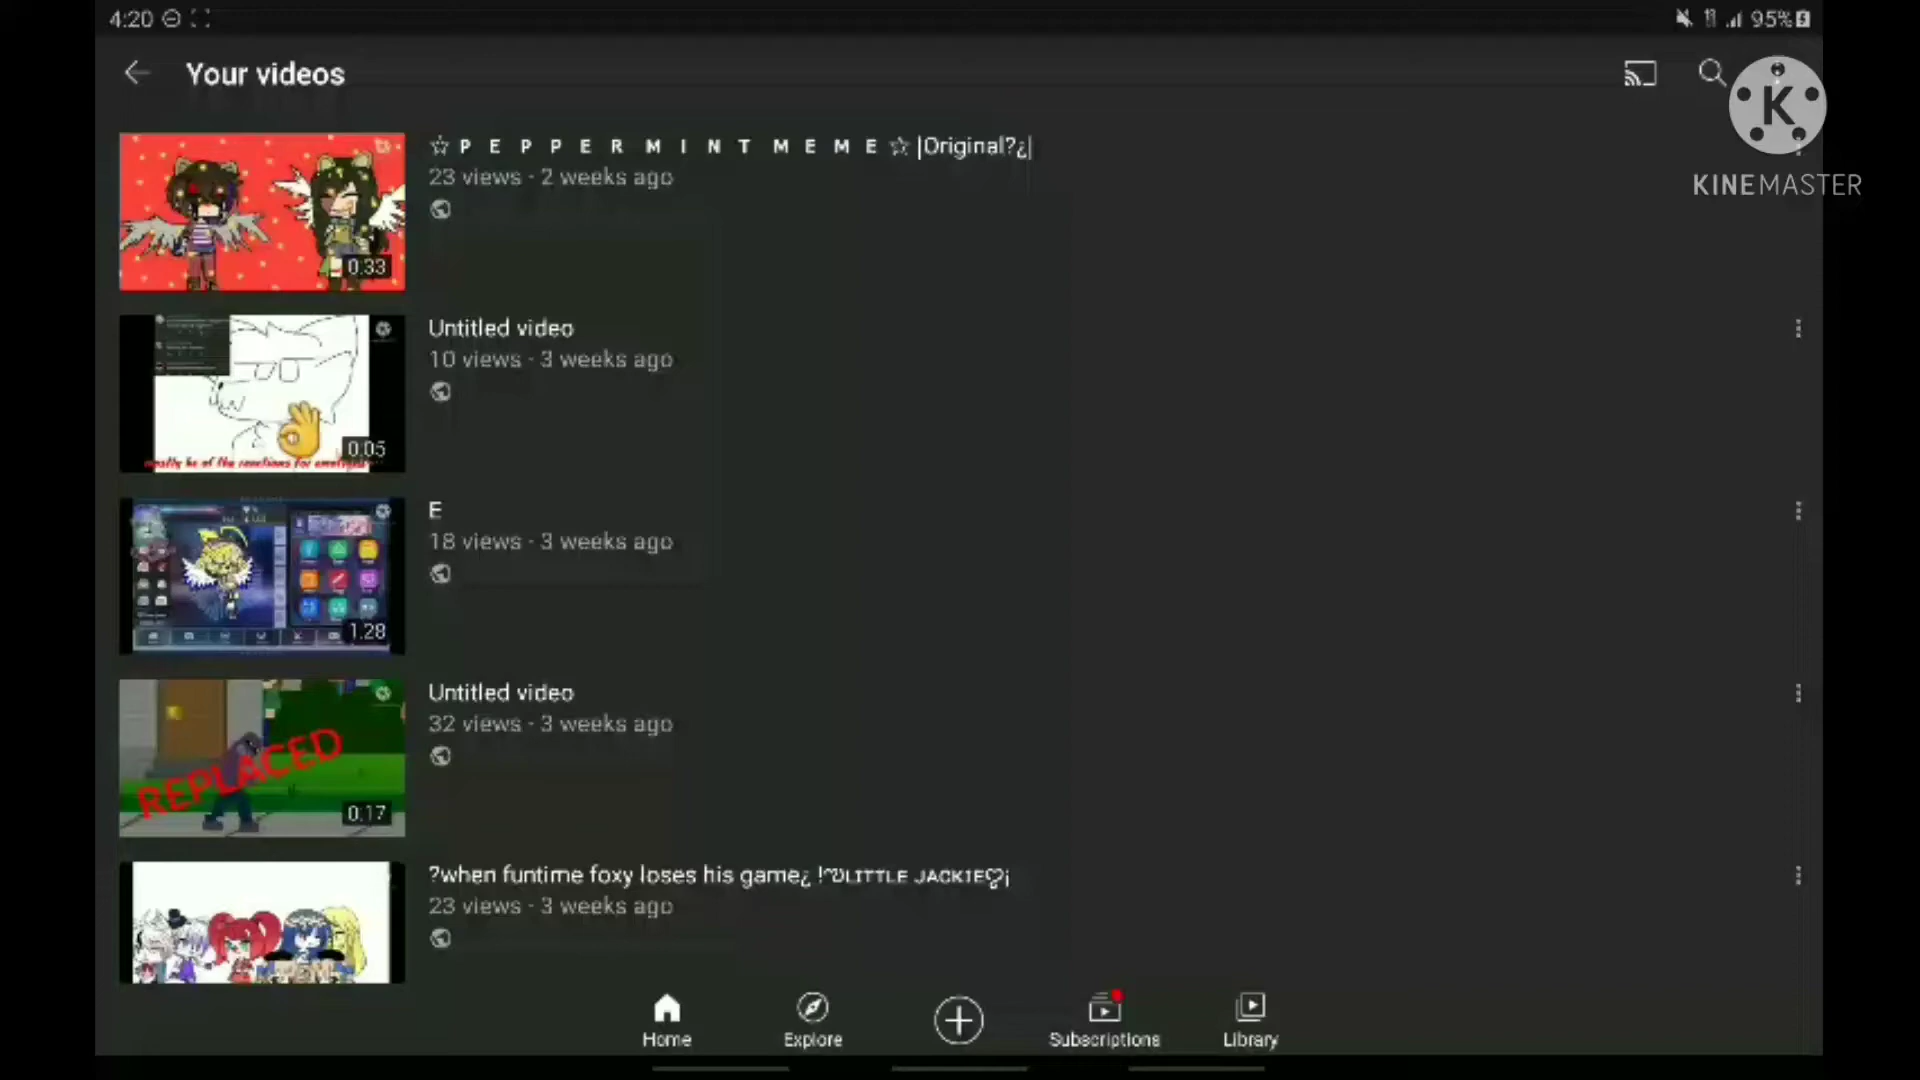 4:20
95%
Your videos
KINEMASTER
☆ P E P P E R M I N T M E M E ☆ |Original?¿|
23 views · 2 weeks ago
0:33
Untitled video
10 views · 3 weeks ago
0:05
E
18 views · 3 weeks ago
1:28
Untitled video
32 views · 3 weeks ago
REPLACED
0:17
?when funtime foxy loses his game¿ !ღLITTLE JACKIEღ¡
23 views · 3 weeks ago
Home
Explore
Subscriptions
Library